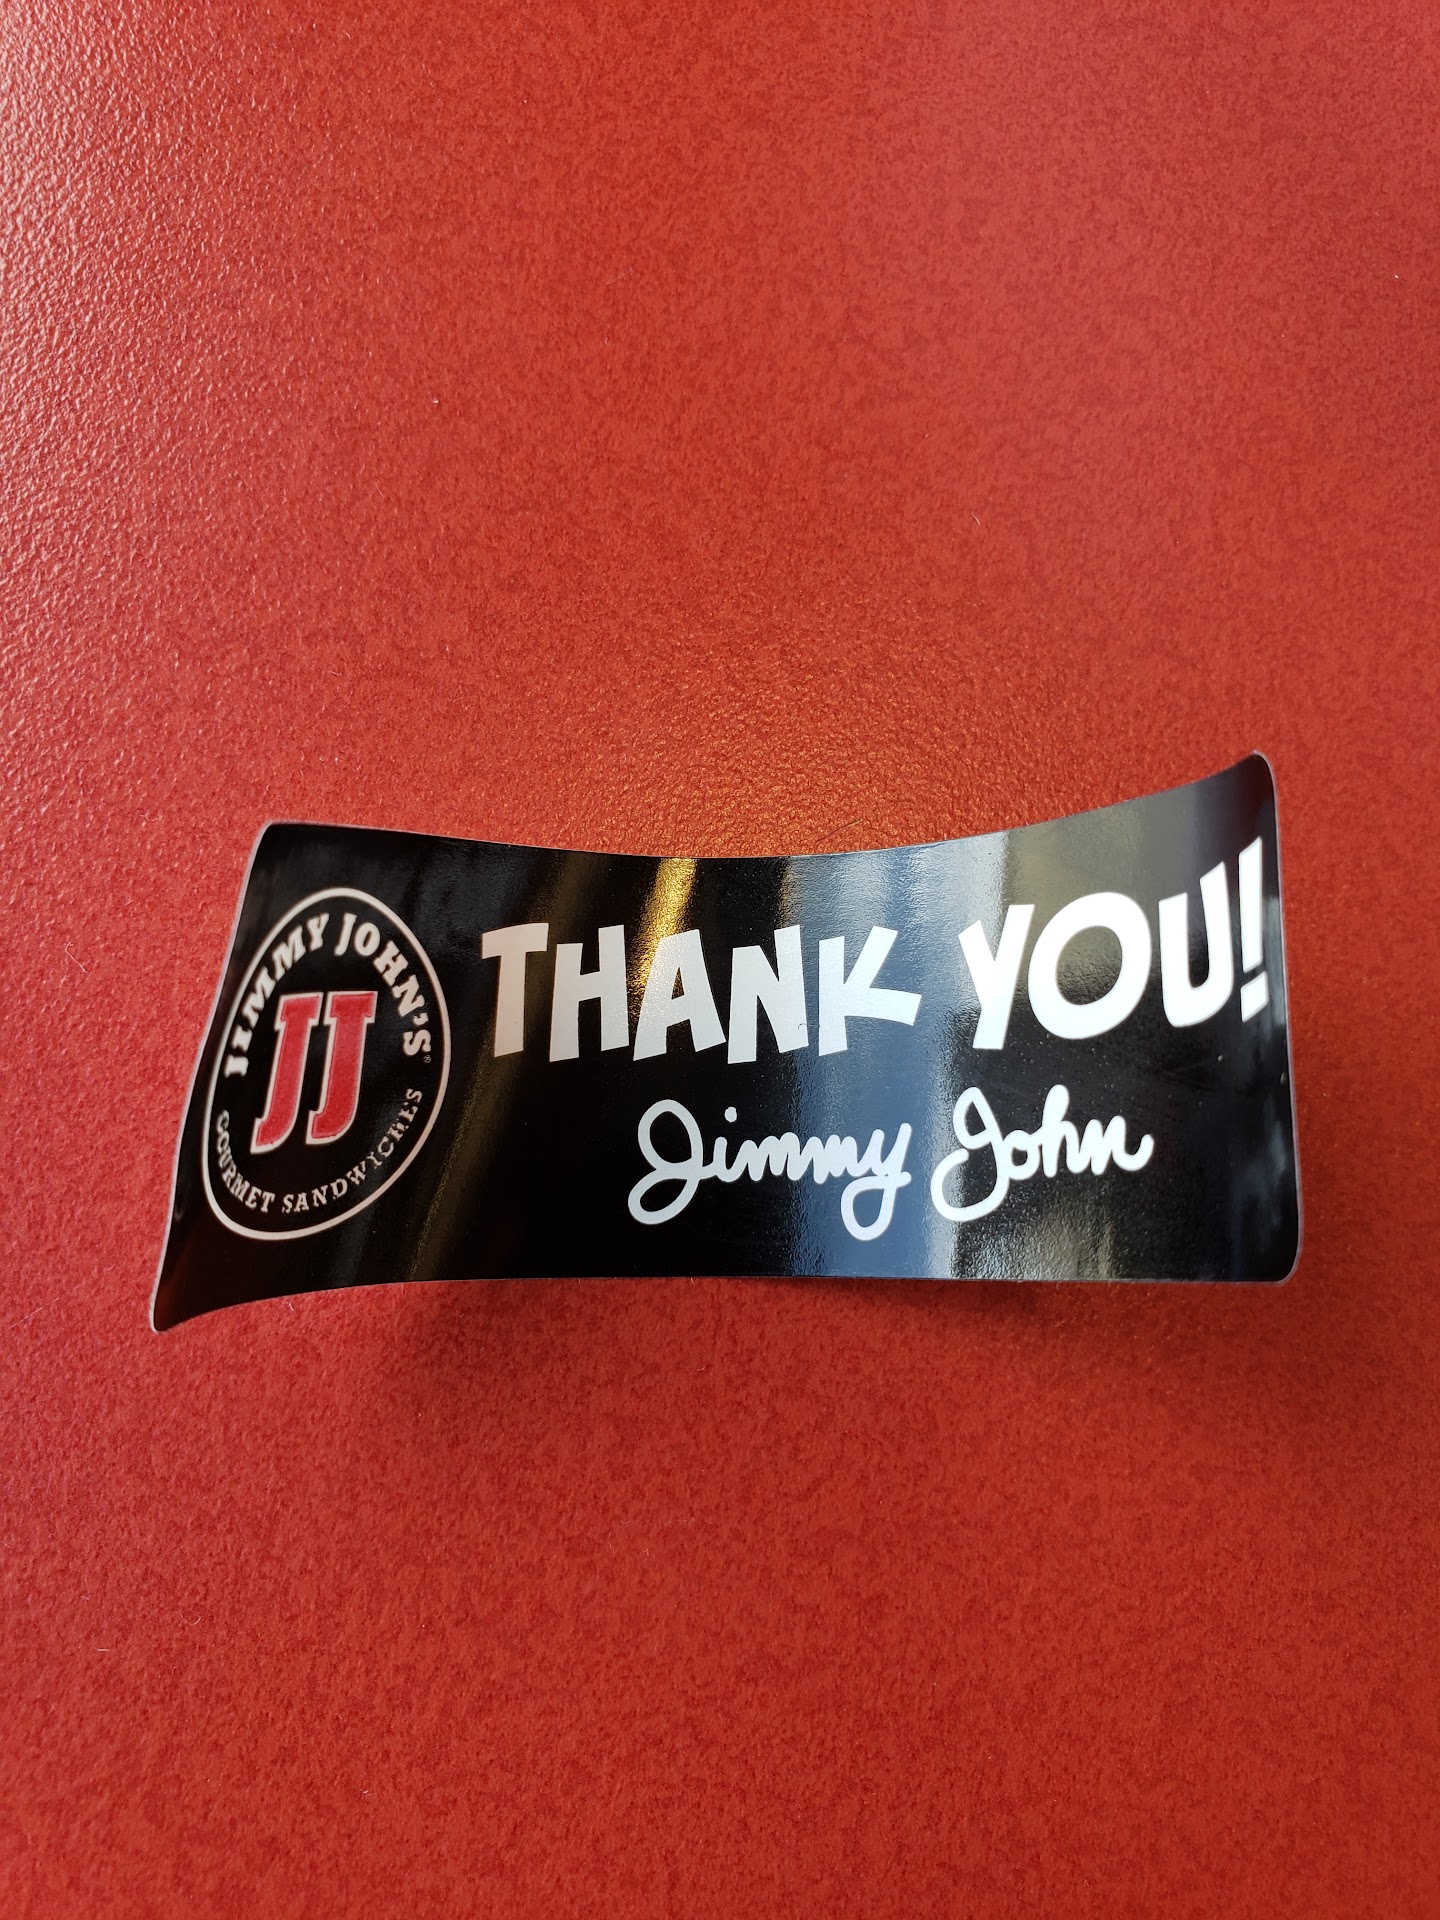 JIMMY JOHN'S®
JJ
GOURMET SANDWICHES
THANK YOU!
Jimmy John